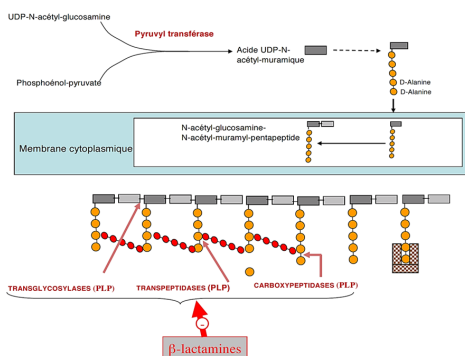 UDP-N-acétyl-glucosamine
Pyruvyl transférase
Acide UDP-N-
acétyl-muramique
Phosphoénol-pyruvate
D-Alanine
D-Alanine
Membrane cytoplasmique
N-acétyl-glucosamine-
N-acétyl-muramyl-pentapeptide
TRANSGLYCOSYLASES (PLP)
TRANSPEPTIDASES (PLP)
CARBOXYPEPTIDASES (PLP)
-
β-lactamines